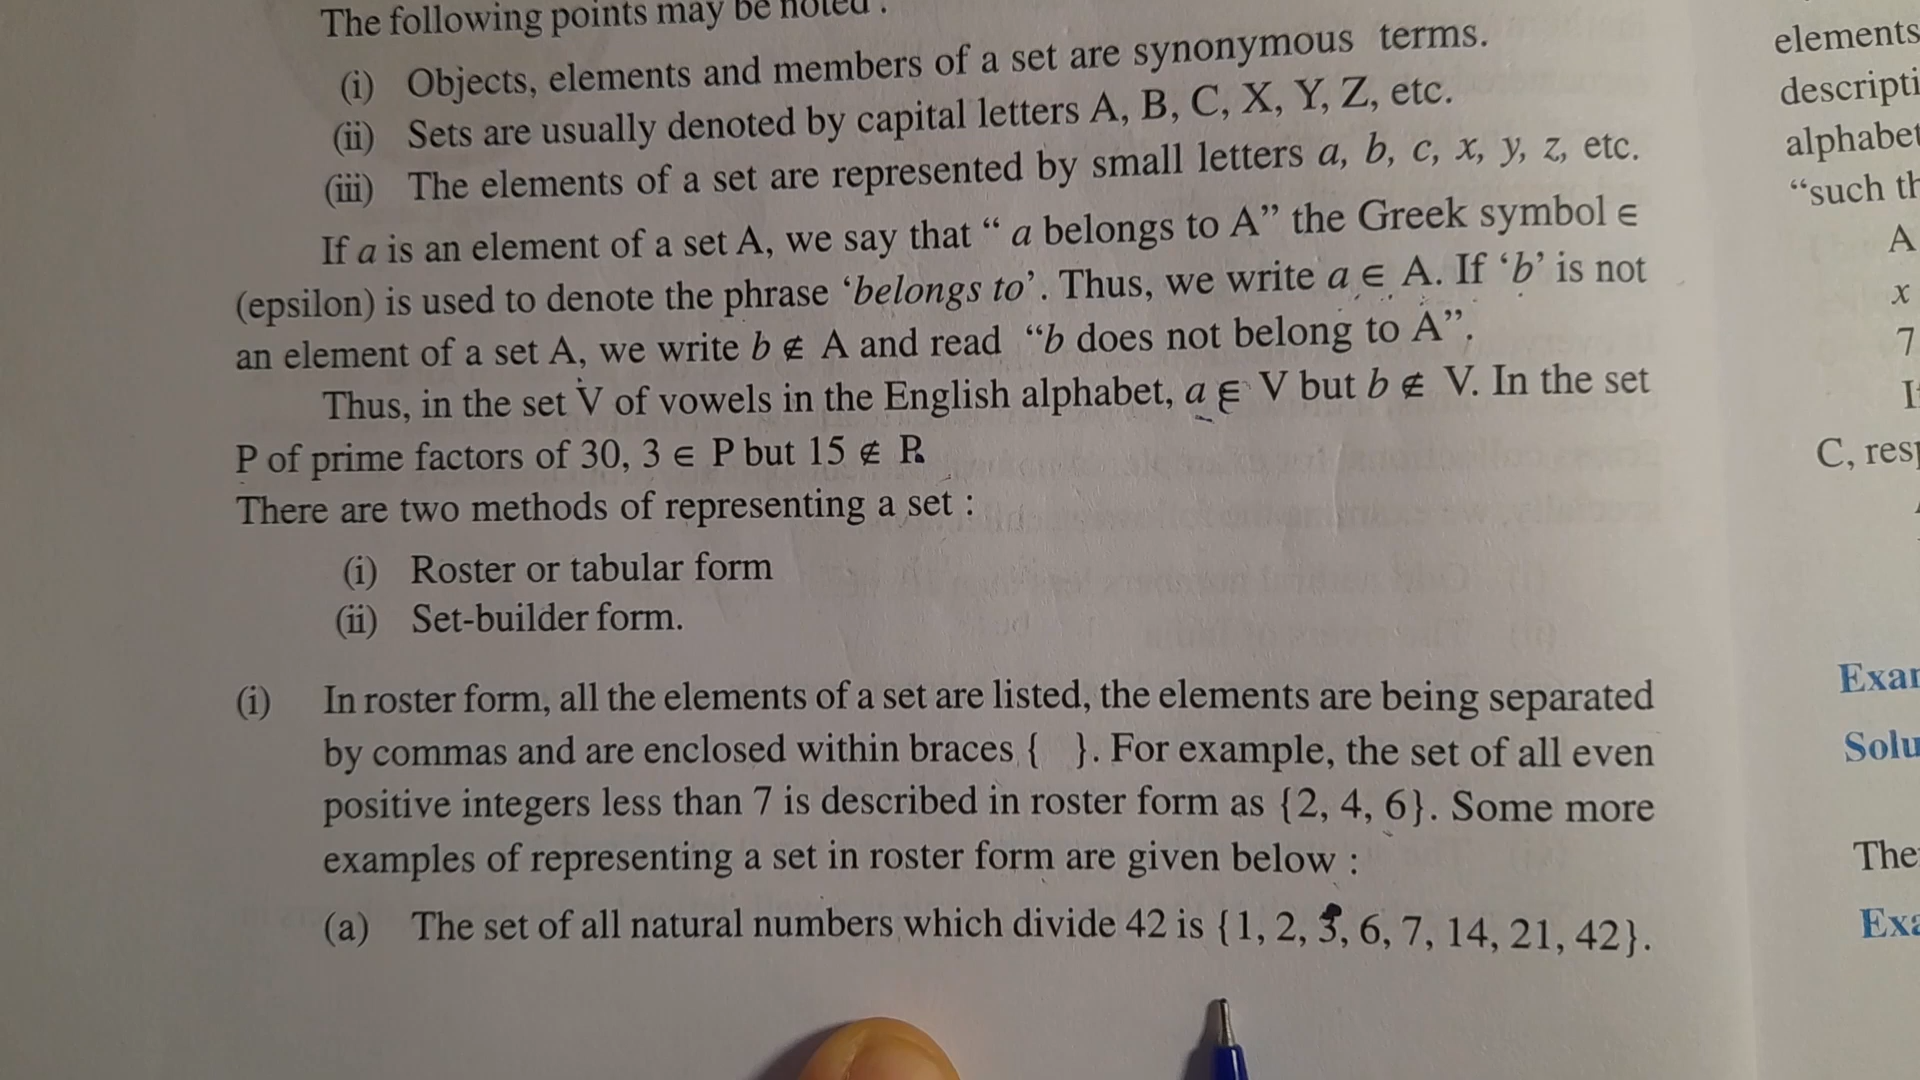 The following points may be noted :
(i) Objects, elements and members of a set are synonymous terms.
(ii) Sets are usually denoted by capital letters A, B, C, X, Y, Z, etc.
(iii) The elements of a set are represented by small letters a, b, c, x, y, z, etc.
If a is an element of a set A, we say that “ a belongs to A” the Greek symbol ∈
(epsilon) is used to denote the phrase ‘belongs to’. Thus, we write a ∈ A. If ‘b’ is not
an element of a set A, we write b ∉ A and read “b does not belong to A”.
Thus, in the set V of vowels in the English alphabet, a ∈ V but b ∉ V. In the set
P of prime factors of 30, 3 ∈ P but 15 ∉ P.
There are two methods of representing a set :
(i) Roster or tabular form
(ii) Set-builder form.
(i) In roster form, all the elements of a set are listed, the elements are being separated
by commas and are enclosed within braces { }. For example, the set of all even
positive integers less than 7 is described in roster form as {2, 4, 6}. Some more
examples of representing a set in roster form are given below :
(a) The set of all natural numbers which divide 42 is {1, 2, 3, 6, 7, 14, 21, 42}.
elements
“such
A
x
7
C,